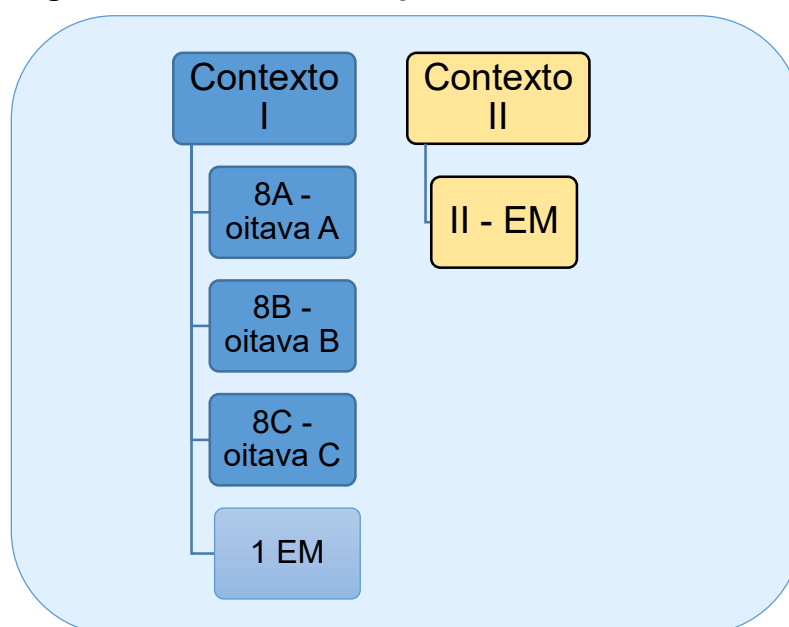 Contexto
I
8A -
oitava A
8B -
oitava B
8C -
oitava C
1 EM
Contexto
II
II - EM